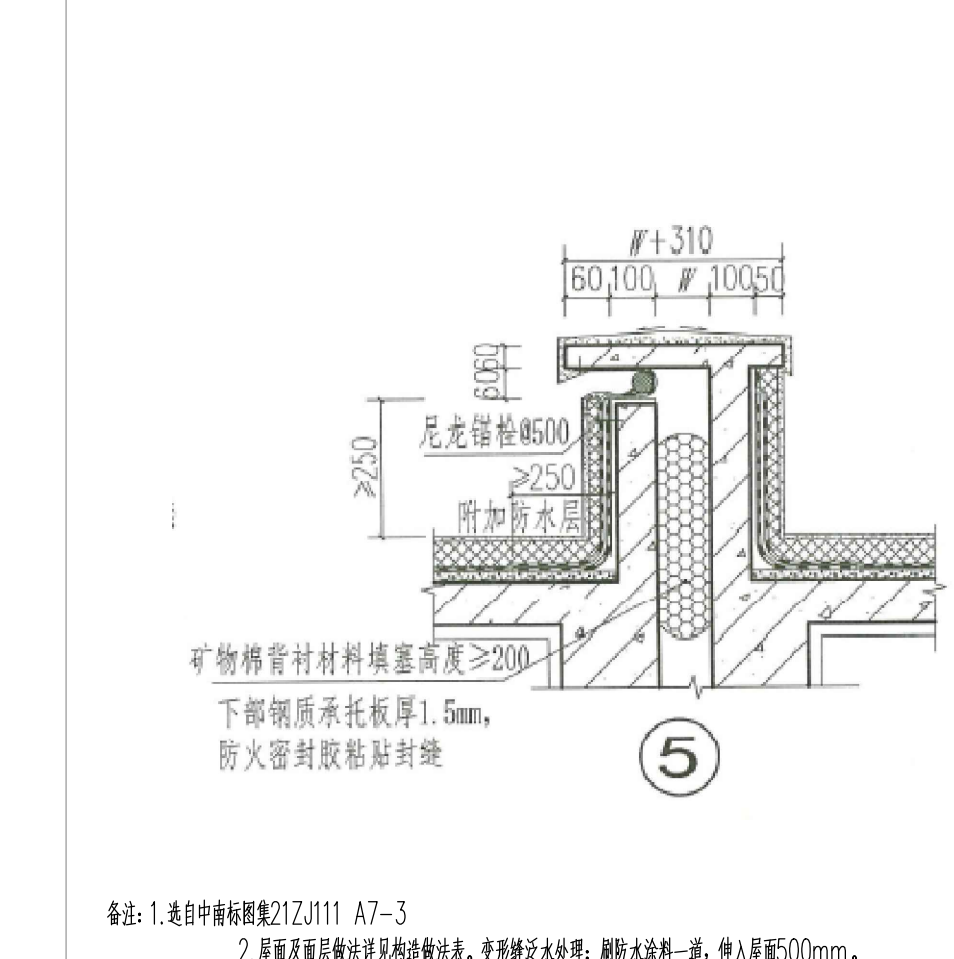 W+310
60 100 W 100 50
60 60
尼龙锚栓@500
≥250
≥250
附加防水层
矿物棉背衬材料填塞高度≥200
下部钢质承托板厚1.5mm,
防火密封胶粘贴封缝
5
备注: 1.选自中南标图集21ZJ111 A7-3
2 屋面及面层做法详见构造做法表。变形缝泛水处理: 刷防水涂料一道, 伸入屋面500mm。